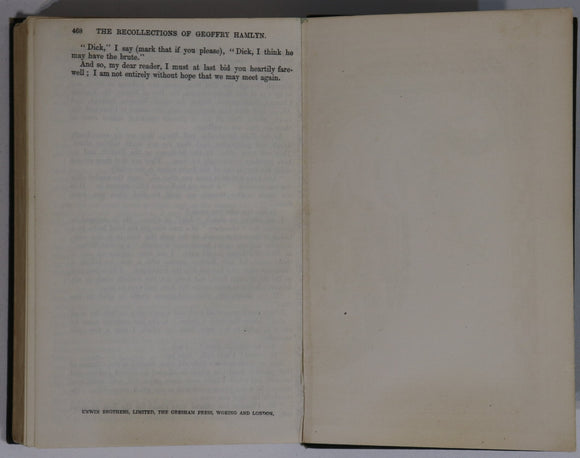 468 THE RECOLLECTIONS OF GEOFFRY HAMLYN.
"Dick," I say (mark that if you please), "Dick, I think he
may have the brute."
And so, my dear reader, I must at last bid you heartily fare-
well; I am not entirely without hope that we may meet again.
UNWIN BROTHERS, LIMITED, THE GRESHAM PRESS, WOKING AND LONDON.